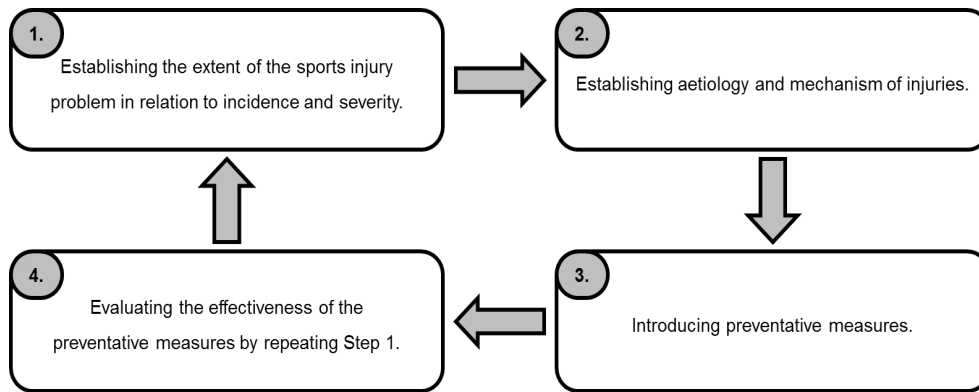 1.
Establishing the extent of the sports injury
problem in relation to incidence and severity.
2.
Establishing aetiology and mechanism of injuries.
3.
Introducing preventative measures.
4.
Evaluating the effectiveness of the
preventative measures by repeating Step 1.